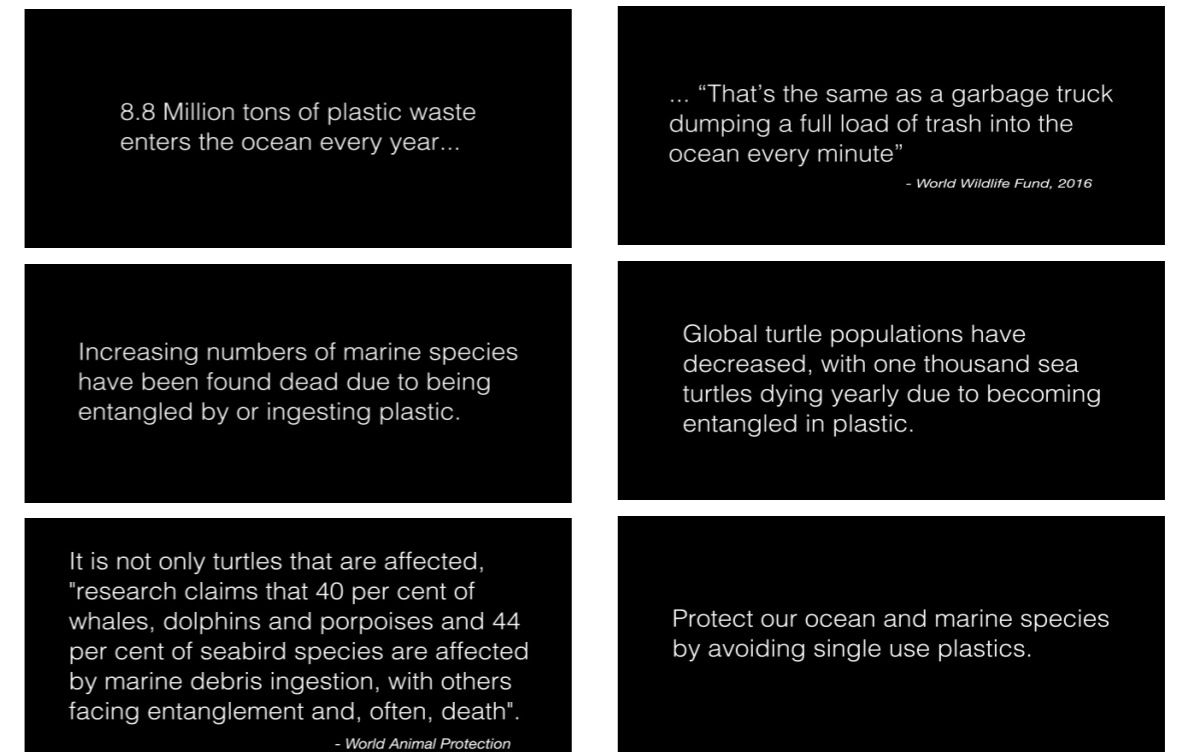 8.8 Million tons of plastic waste
enters the ocean every year...
... “That’s the same as a garbage truck
dumping a full load of trash into the
ocean every minute”
- World Wildlife Fund, 2016
Increasing numbers of marine species
have been found dead due to being
entangled by or ingesting plastic.
Global turtle populations have
decreased, with one thousand sea
turtles dying yearly due to becoming
entangled in plastic.
It is not only turtles that are affected,
"research claims that 40 per cent of
whales, dolphins and porpoises and 44
per cent of seabird species are affected
by marine debris ingestion, with others
facing entanglement and, often, death".
- World Animal Protection
Protect our ocean and marine species
by avoiding single use plastics.